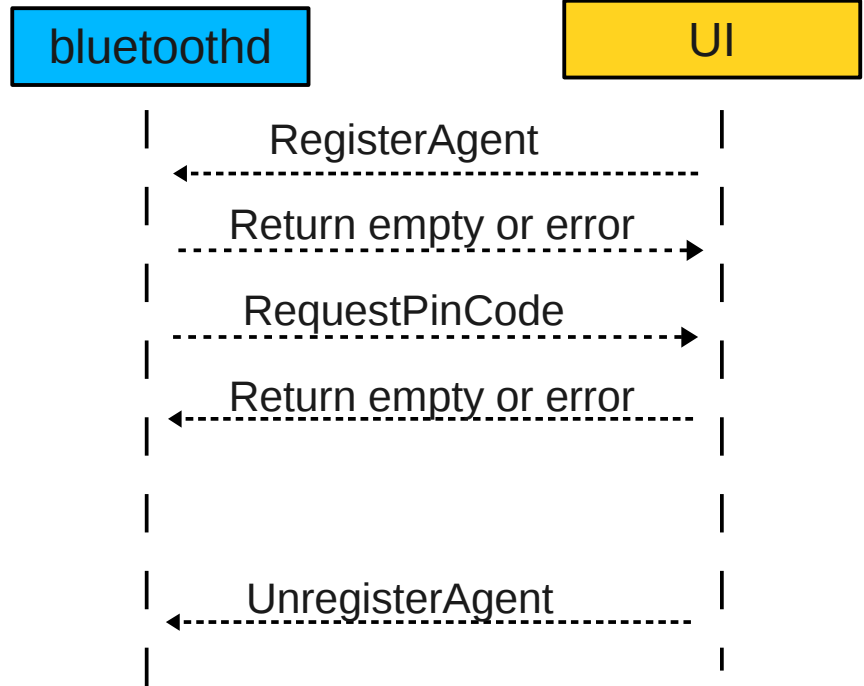 bluetoothd
UI
RegisterAgent
Return empty or error
RequestPinCode
Return empty or error
UnregisterAgent